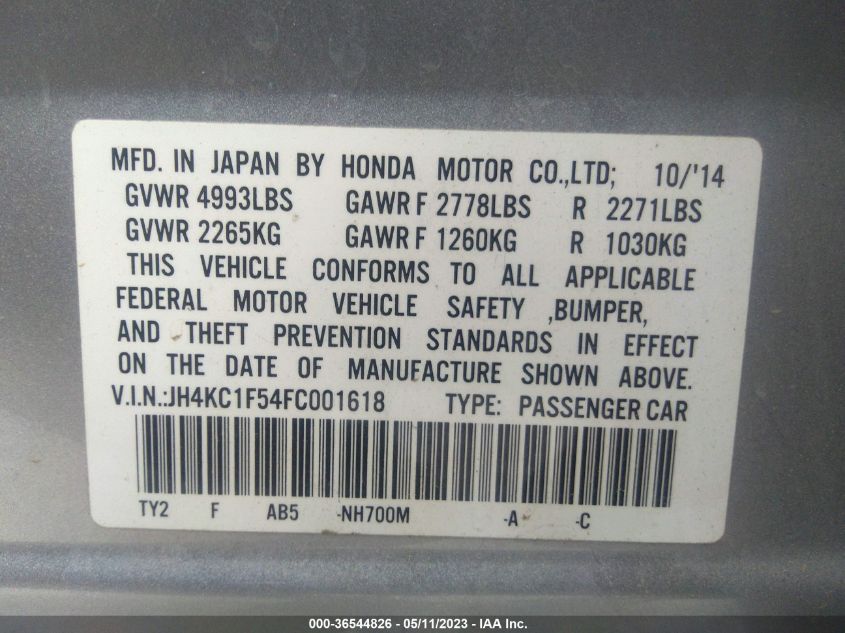 MFD. IN JAPAN BY HONDA MOTOR CO.,LTD; 10/'14
GVWR 4993LBS GAWR F 2778LBS R 2271LBS
GVWR 2265KG GAWR F 1260KG R 1030KG
THIS VEHICLE CONFORMS TO ALL APPLICABLE
FEDERAL MOTOR VEHICLE SAFETY ,BUMPER,
AND THEFT PREVENTION STANDARDS IN EFFECT
ON THE DATE OF MANUFACTURE SHOWN ABOVE.
V.I.N.:JH4KC1F54FC001618 TYPE: PASSENGER CAR
TY2 F AB5 -NH700M -A -C
000-36544826 - 05/11/2023 - IAA Inc.